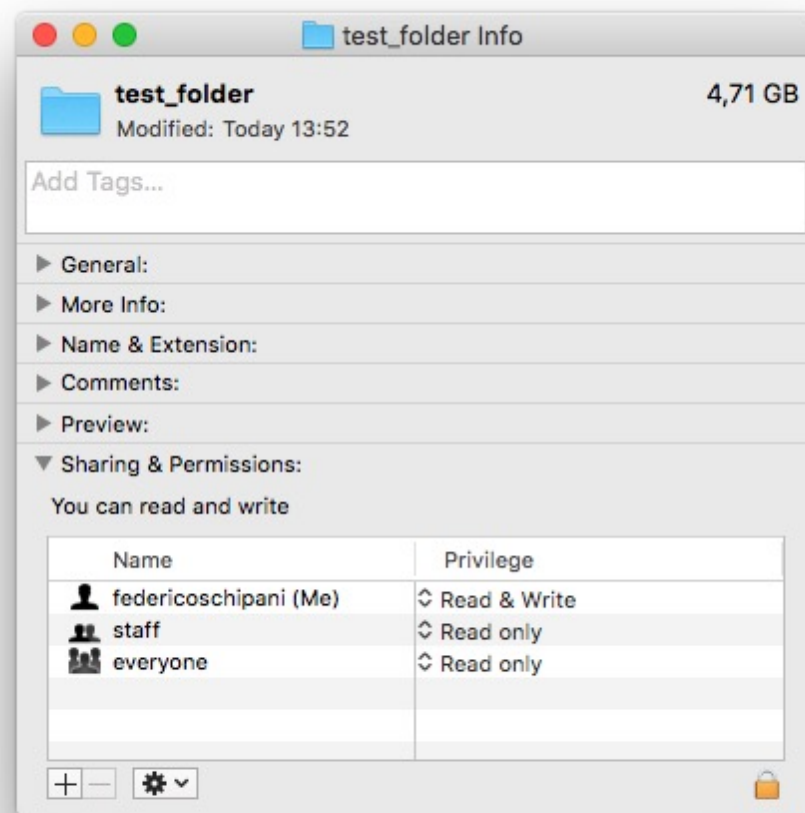 test_folder Info
test_folder 4,71 GB
Modified: Today 13:52
Add Tags...
General:
More Info:
Name & Extension:
Comments:
Preview:
Sharing & Permissions:
You can read and write
Name Privilege
federicoschipani (Me) Read & Write
staff Read only
everyone Read only